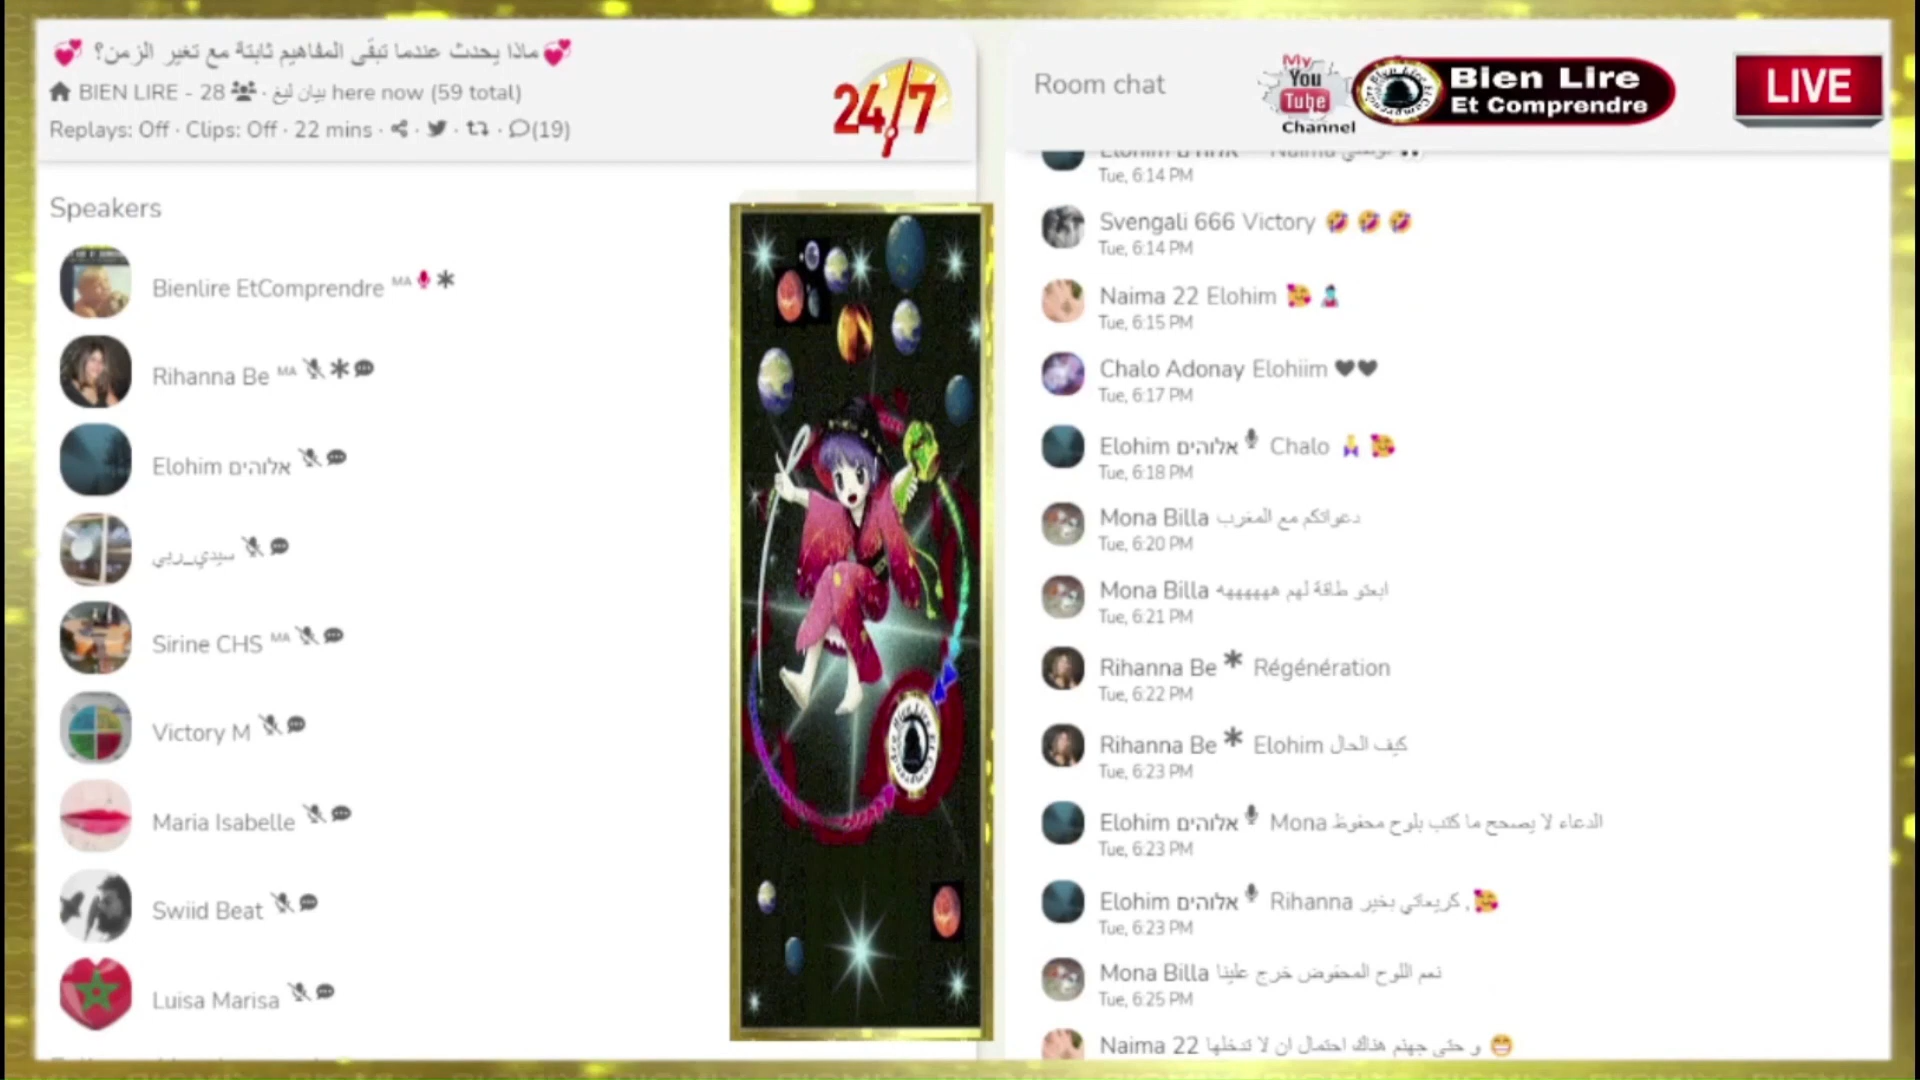 💞 ماذا يحدث عندما تبقى المفاهيم ثابتة مع تغير الزمن؟ 💞
BIEN LIRE - بيان ليغ · 28 here now (59 total)
Replays: Off · Clips: Off · 22 mins · (19)
24/7
Speakers
Bienlire EtComprendre MA
Rihanna Be MA
Elohim אלוהים
سيدي_ربي
Sirine CHS MA
Victory M
Maria Isabelle
Swiid Beat
Luisa Marisa
Room chat
My
You
Tube
Channel
Bien Lire
Et Comprendre
LIVE
Elohim אלוהים Naima
Tue, 6:14 PM
Svengali 666 Victory 🤣 🤣 🤣
Tue, 6:14 PM
Naima 22 Elohim 🥰
Tue, 6:15 PM
Chalo Adonay Elohiim 🖤🖤
Tue, 6:17 PM
Elohim אלוהים Chalo 🥰
Tue, 6:18 PM
Mona Billa دعواتكم مع المغرب
Tue, 6:20 PM
Mona Billa ابعثو طاقة لهم هههههه
Tue, 6:21 PM
Rihanna Be * Régénération
Tue, 6:22 PM
Rihanna Be * Elohim كيف الحال
Tue, 6:23 PM
Elohim אלוהים Mona الدعاء لا يصحح ما كتب بلوح محفوظ
Tue, 6:23 PM
Elohim אלוהים Rihanna كريعاتي بخير , 🥰
Tue, 6:23 PM
Mona Billa نعم اللوح المحفوض خرج علينا
Tue, 6:25 PM
Naima 22 و حتى جهنم هناك احتمال ان لا تدخلها 😁